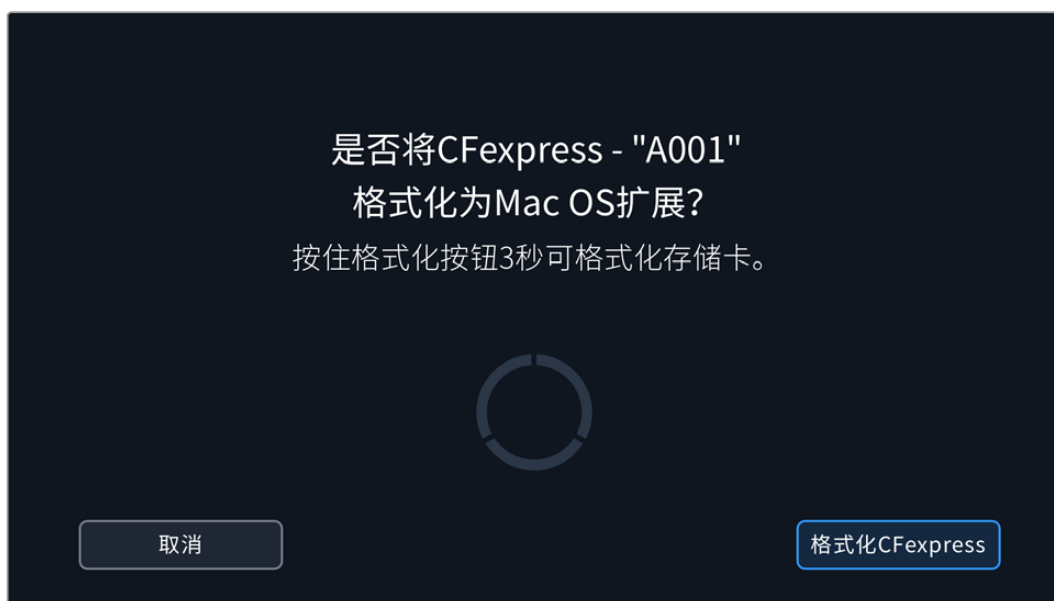 是否将CFexpress - "A001"
格式化为Mac OS扩展？
按住格式化按钮3秒可格式化存储卡。
取消
格式化CFexpress